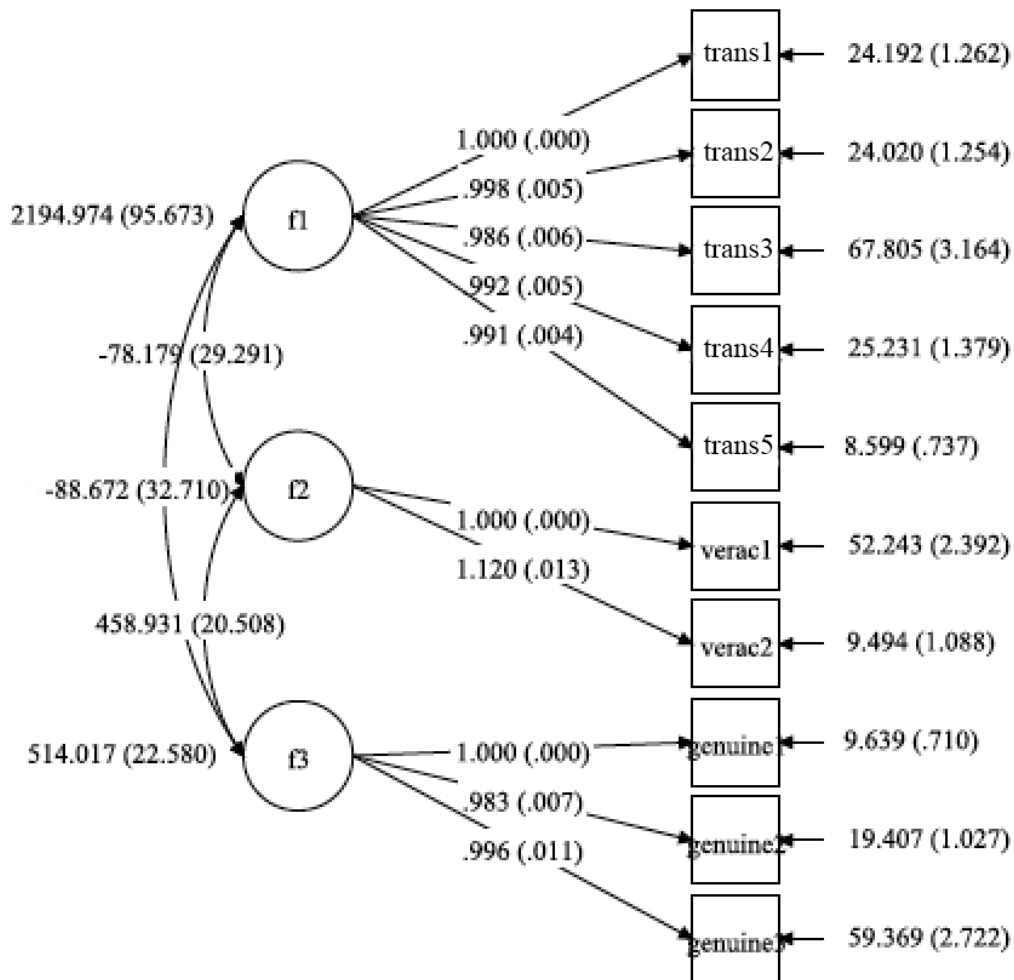 trans1
24.192 (1.262)
1.000 (.000)
trans2
24.020 (1.254)
.998 (.005)
2194.974 (95.673)
f1
.986 (.006)
trans3
67.805 (3.164)
.992 (.005)
.991 (.004)
trans4
25.231 (1.379)
-78.179 (29.291)
trans5
8.599 (.737)
-88.672 (32.710)
f2
1.000 (.000)
verac1
52.243 (2.392)
1.120 (.013)
458.931 (20.508)
verac2
9.494 (1.088)
514.017 (22.580)
f3
1.000 (.000)
genuine1
9.639 (.710)
.983 (.007)
genuine2
19.407 (1.027)
.996 (.011)
genuine3
59.369 (2.722)